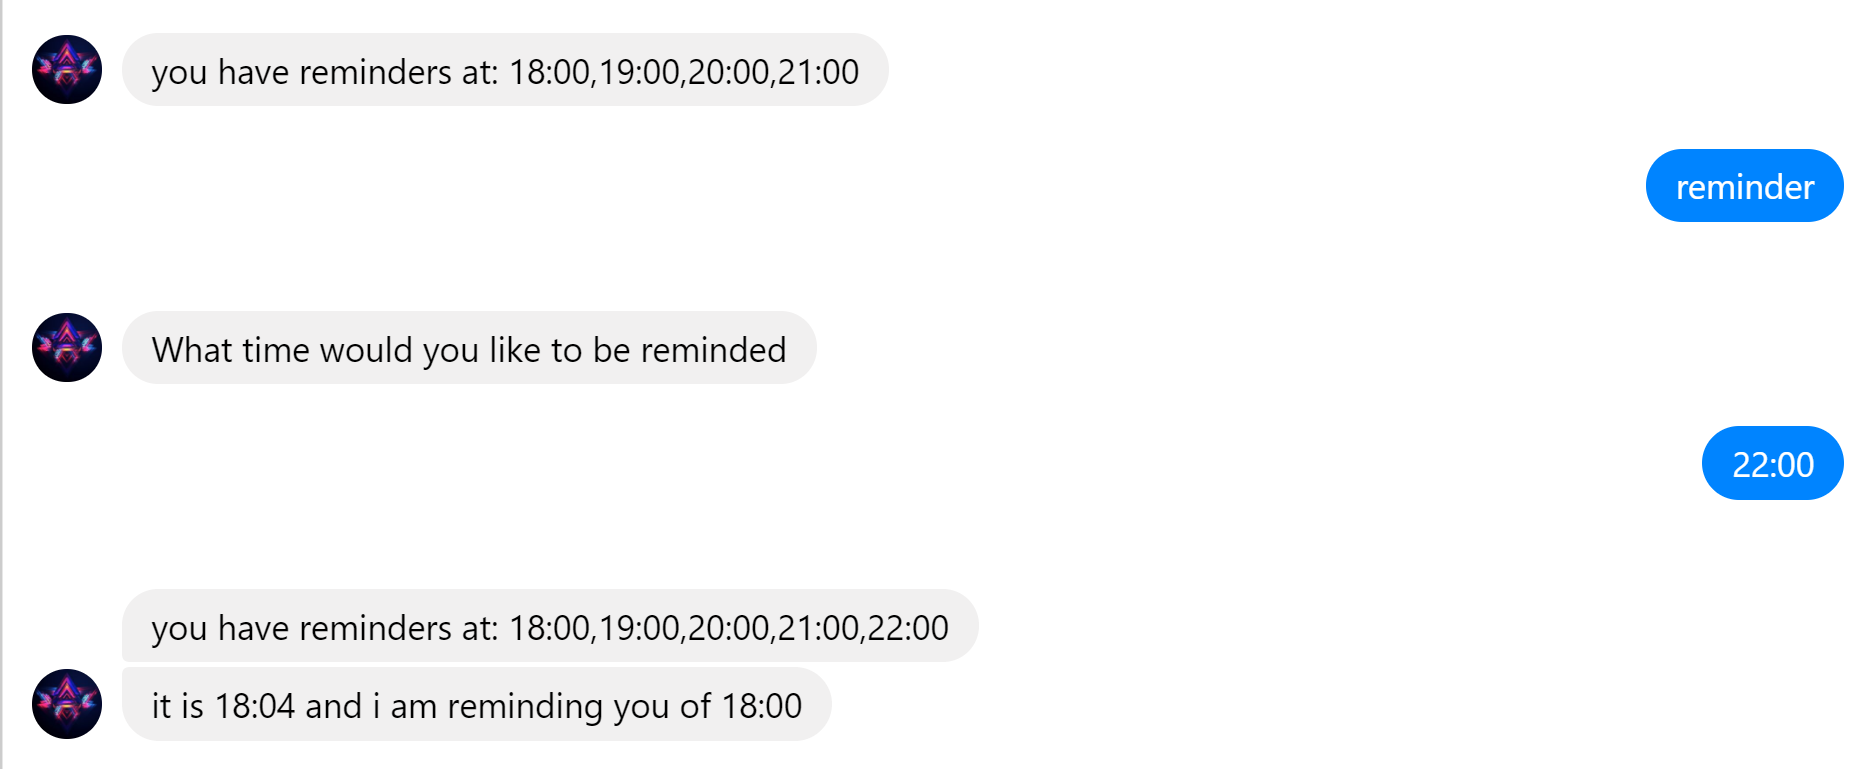 you have reminders at: 18:00,19:00,20:00,21:00
reminder
What time would you like to be reminded
22:00
you have reminders at: 18:00,19:00,20:00,21:00,22:00
it is 18:04 and i am reminding you of 18:00